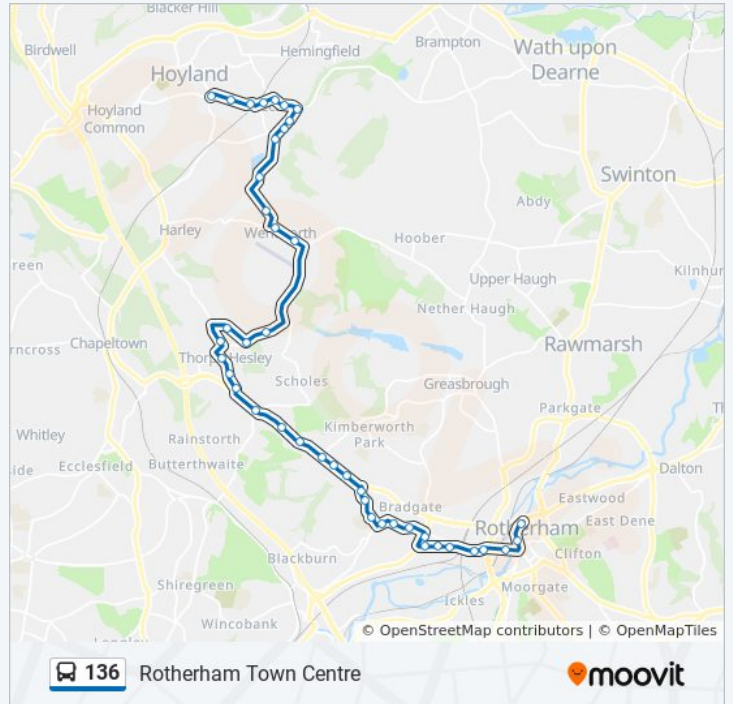 Blacker Hill
Birdwell
Hemingfield
Brampton
Wath upon
Dearne
Hoyland
Hoyland
Common
Swinton
Abdy
Harley
Wentworth
Hoober
Kilnhur
Upper Haugh
Nether Haugh
Chapeltown
Thorpe Hesley
Rawmarsh
Scholes
Greasbrough
Parkgate
Whitley
Rainstorth
Kimberworth
Park
Ecclesfield
Butterthwaite
Dalton
Bradgate
Eastwood
Rotherham
East Dene
Clifton
Blackburn
Moorgate
Shiregreen
Ickles
Wincobank
© OpenStreetMap contributors | © OpenMapTiles
136 Rotherham Town Centre
moovit